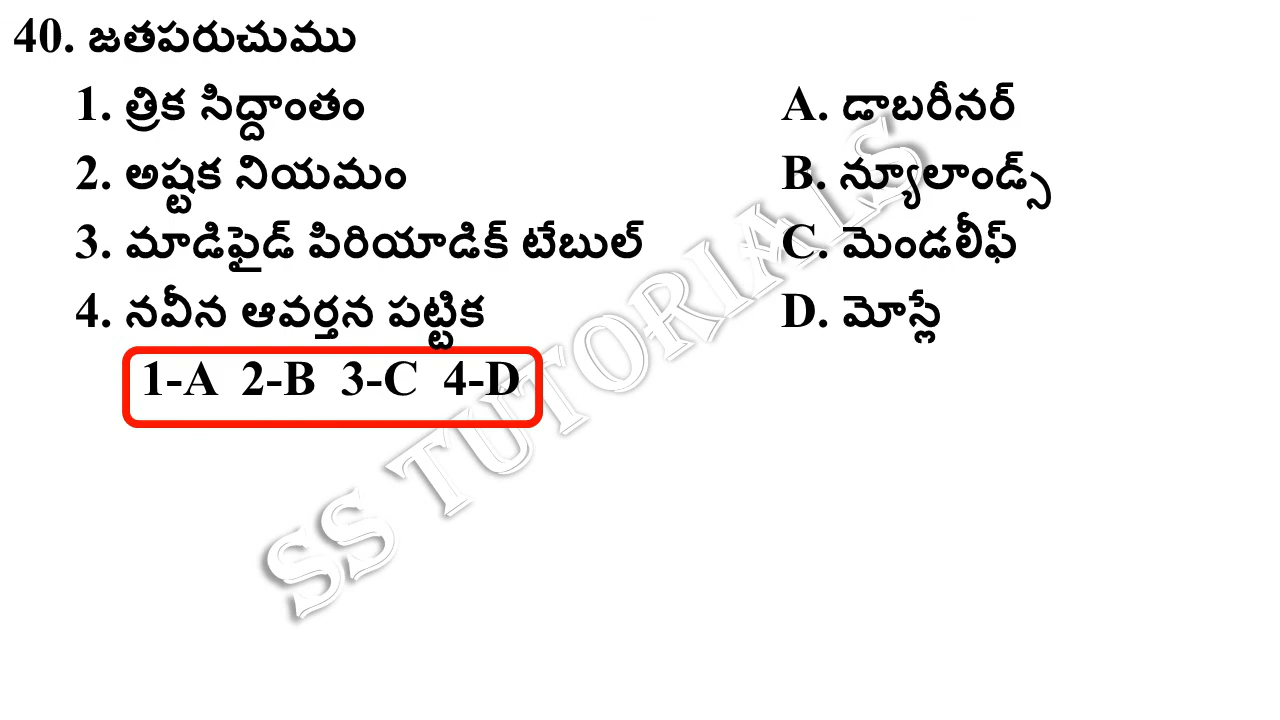 40. జతపరుచుము
1. త్రిక సిద్దాంతం A. డాబరీనర్
2. అష్టక నియమం B. న్యూలాండ్స్
3. మాడిఫైడ్ పిరియాడిక్ టేబుల్ C. మెండలీఫ్
4. నవీన ఆవర్తన పట్టిక D. మోస్లే
1-A 2-B 3-C 4-D
SS TUTORIALS